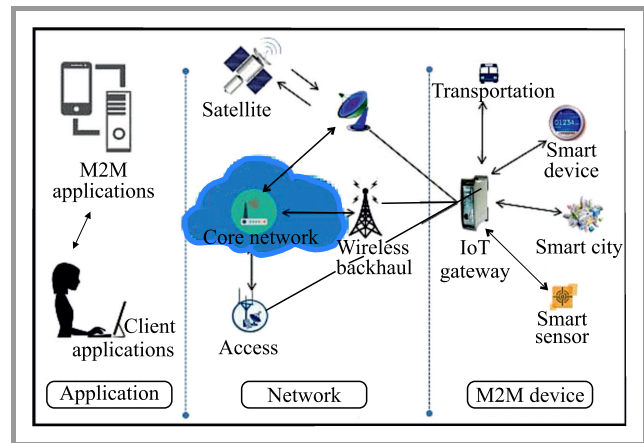 M2M
applications
Client
applications
Application
Satellite
Core network
Wireless
backhaul
Access
Network
Transportation
01234
Smart
device
IoT
gateway
Smart city
Smart
sensor
M2M device